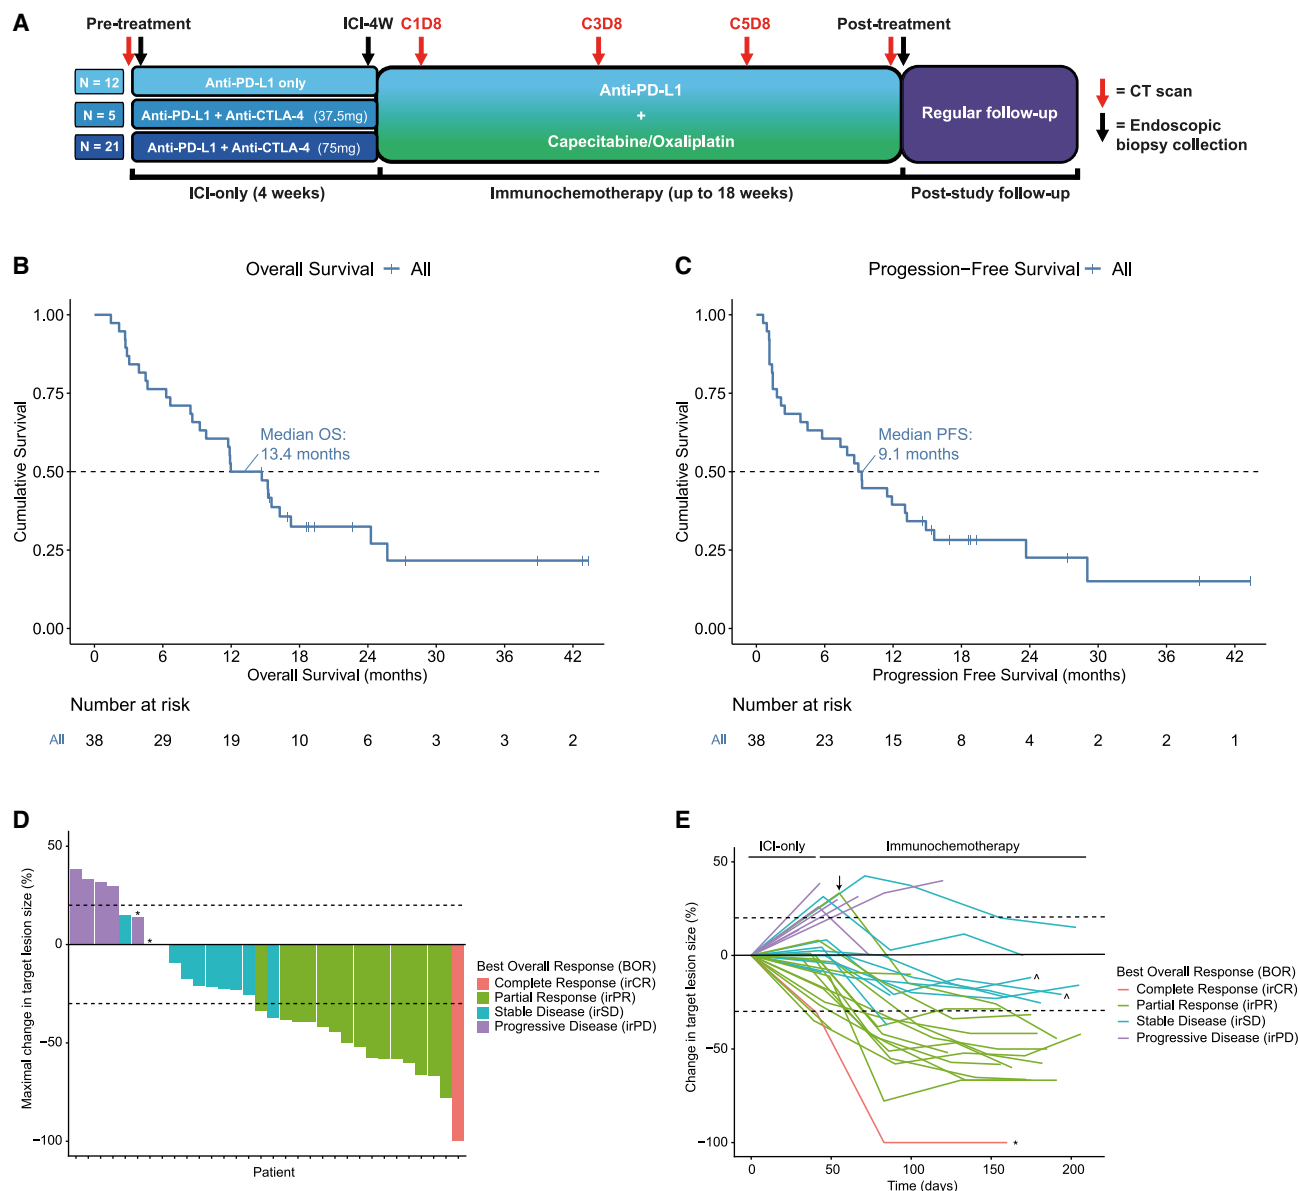 A
Pre-treatment
ICI-4W
C1D8
C3D8
C5D8
Post-treatment
N = 12
Anti-PD-L1 only
N = 5
Anti-PD-L1 + Anti-CTLA-4 (37.5mg)
N = 21
Anti-PD-L1 + Anti-CTLA-4 (75mg)
Anti-PD-L1
+
Capecitabine/Oxaliplatin
Regular follow-up
= CT scan
= Endoscopic
biopsy collection
ICI-only (4 weeks)
Immunochemotherapy (up to 18 weeks)
Post-study follow-up
B
Overall Survival
All
1.00
0.75
0.50
0.25
0.00
Cumulative Survival
Median OS:
13.4 months
0 6 12 18 24 30 36 42
Overall Survival (months)
Number at risk
All 38 29 19 10 6 3 3 2
C
Progession-Free Survival
All
1.00
0.75
0.50
0.25
0.00
Cumulative Survival
Median PFS:
9.1 months
0 6 12 18 24 30 36 42
Progression Free Survival (months)
Number at risk
All 38 23 15 8 4 2 2 1
D
50
0
−50
−100
Maximal change in target lesion size (%)
*
*
Patient
Best Overall Response (BOR)
Complete Response (irCR)
Partial Response (irPR)
Stable Disease (irSD)
Progressive Disease (irPD)
E
ICI-only
Immunochemotherapy
50
0
−50
−100
Change in target lesion size (%)
^
^
*
0 50 100 150 200
Time (days)
Best Overall Response (BOR)
Complete Response (irCR)
Partial Response (irPR)
Stable Disease (irSD)
Progressive Disease (irPD)